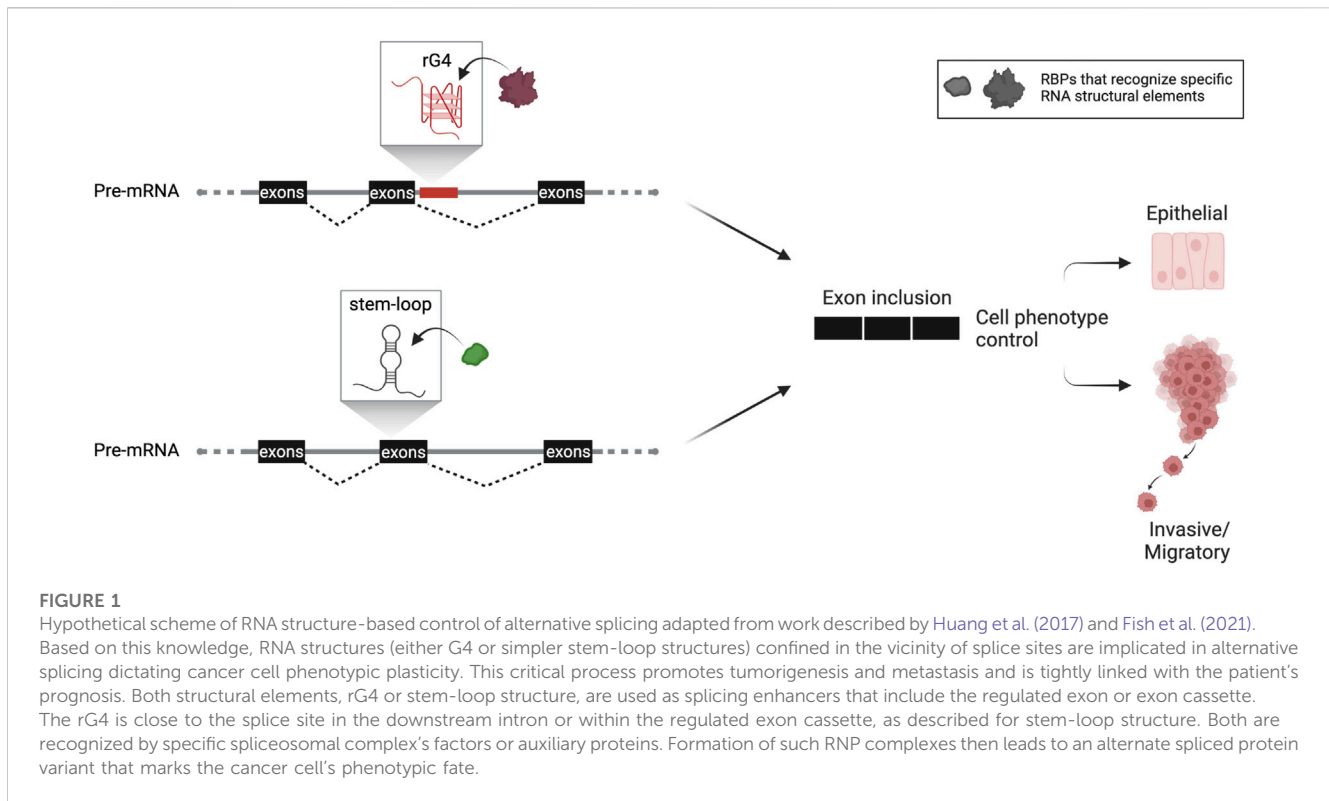 rG4
RBPs that recognize specific
RNA structural elements
Pre-mRNA
exons
exons
exons
Epithelial
stem-loop
Exon inclusion
Cell phenotype
control
Pre-mRNA
exons
exons
exons
Invasive/
Migratory
FIGURE 1
Hypothetical scheme of RNA structure-based control of alternative splicing adapted from work described by Huang et al. (2017) and Fish et al. (2021).
Based on this knowledge, RNA structures (either G4 or simpler stem-loop structures) confined in the vicinity of splice sites are implicated in alternative
splicing dictating cancer cell phenotypic plasticity. This critical process promotes tumorigenesis and metastasis and is tightly linked with the patient's
prognosis. Both structural elements, rG4 or stem-loop structure, are used as splicing enhancers that include the regulated exon or exon cassette.
The rG4 is close to the splice site in the downstream intron or within the regulated exon cassette, as described for stem-loop structure. Both are
recognized by specific spliceosomal complex's factors or auxiliary proteins. Formation of such RNP complexes then leads to an alternate spliced protein
variant that marks the cancer cell's phenotypic fate.